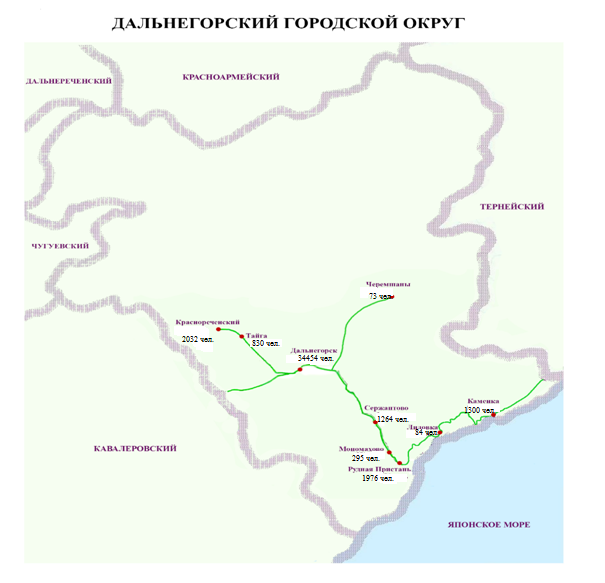 ДАЛЬНЕГОРСКИЙ ГОРОДСКОЙ ОКРУГ
КРАСНОАРМЕЙСКИЙ
ДАЛЬНЕРЕЧЕНСКИЙ
ТЕРНЕЙСКИЙ
ЧУГУЕВСКИЙ
Черемшаны
73 чел.
Краснореченский
2032 чел.
Тайга
830 чел.
Дальнегорск
34454 чел.
Каменка
1300 чел.
Сержантово
1264 чел.
Лидовка
84 чел.
Мономахово
295 чел.
Рудная Пристань
1976 чел.
КАВАЛЕРОВСКИЙ
ЯПОНСКОЕ МОРЕ